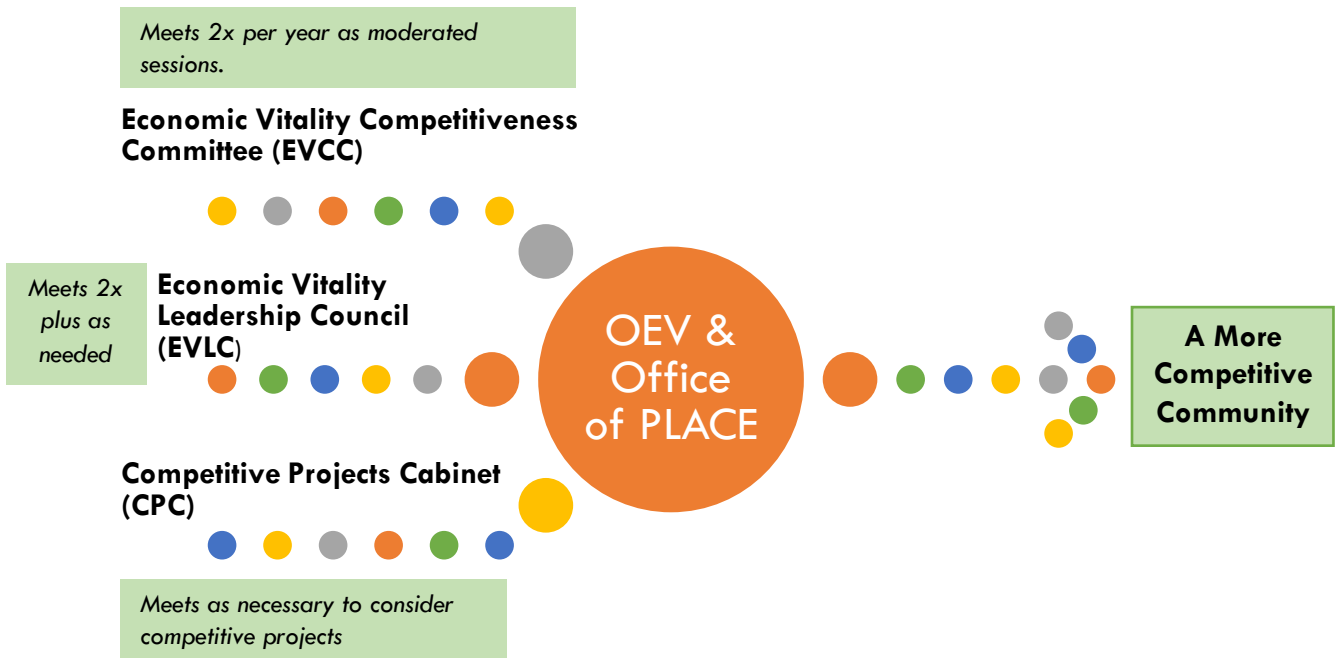 Meets 2x per year as moderated
sessions.
Economic Vitality Competitiveness
Committee (EVCC)
Meets 2x
plus as
needed
Economic Vitality
Leadership Council
(EVLC)
OEV &
Office
of PLACE
A More
Competitive
Community
Competitive Projects Cabinet
(CPC)
Meets as necessary to consider
competitive projects